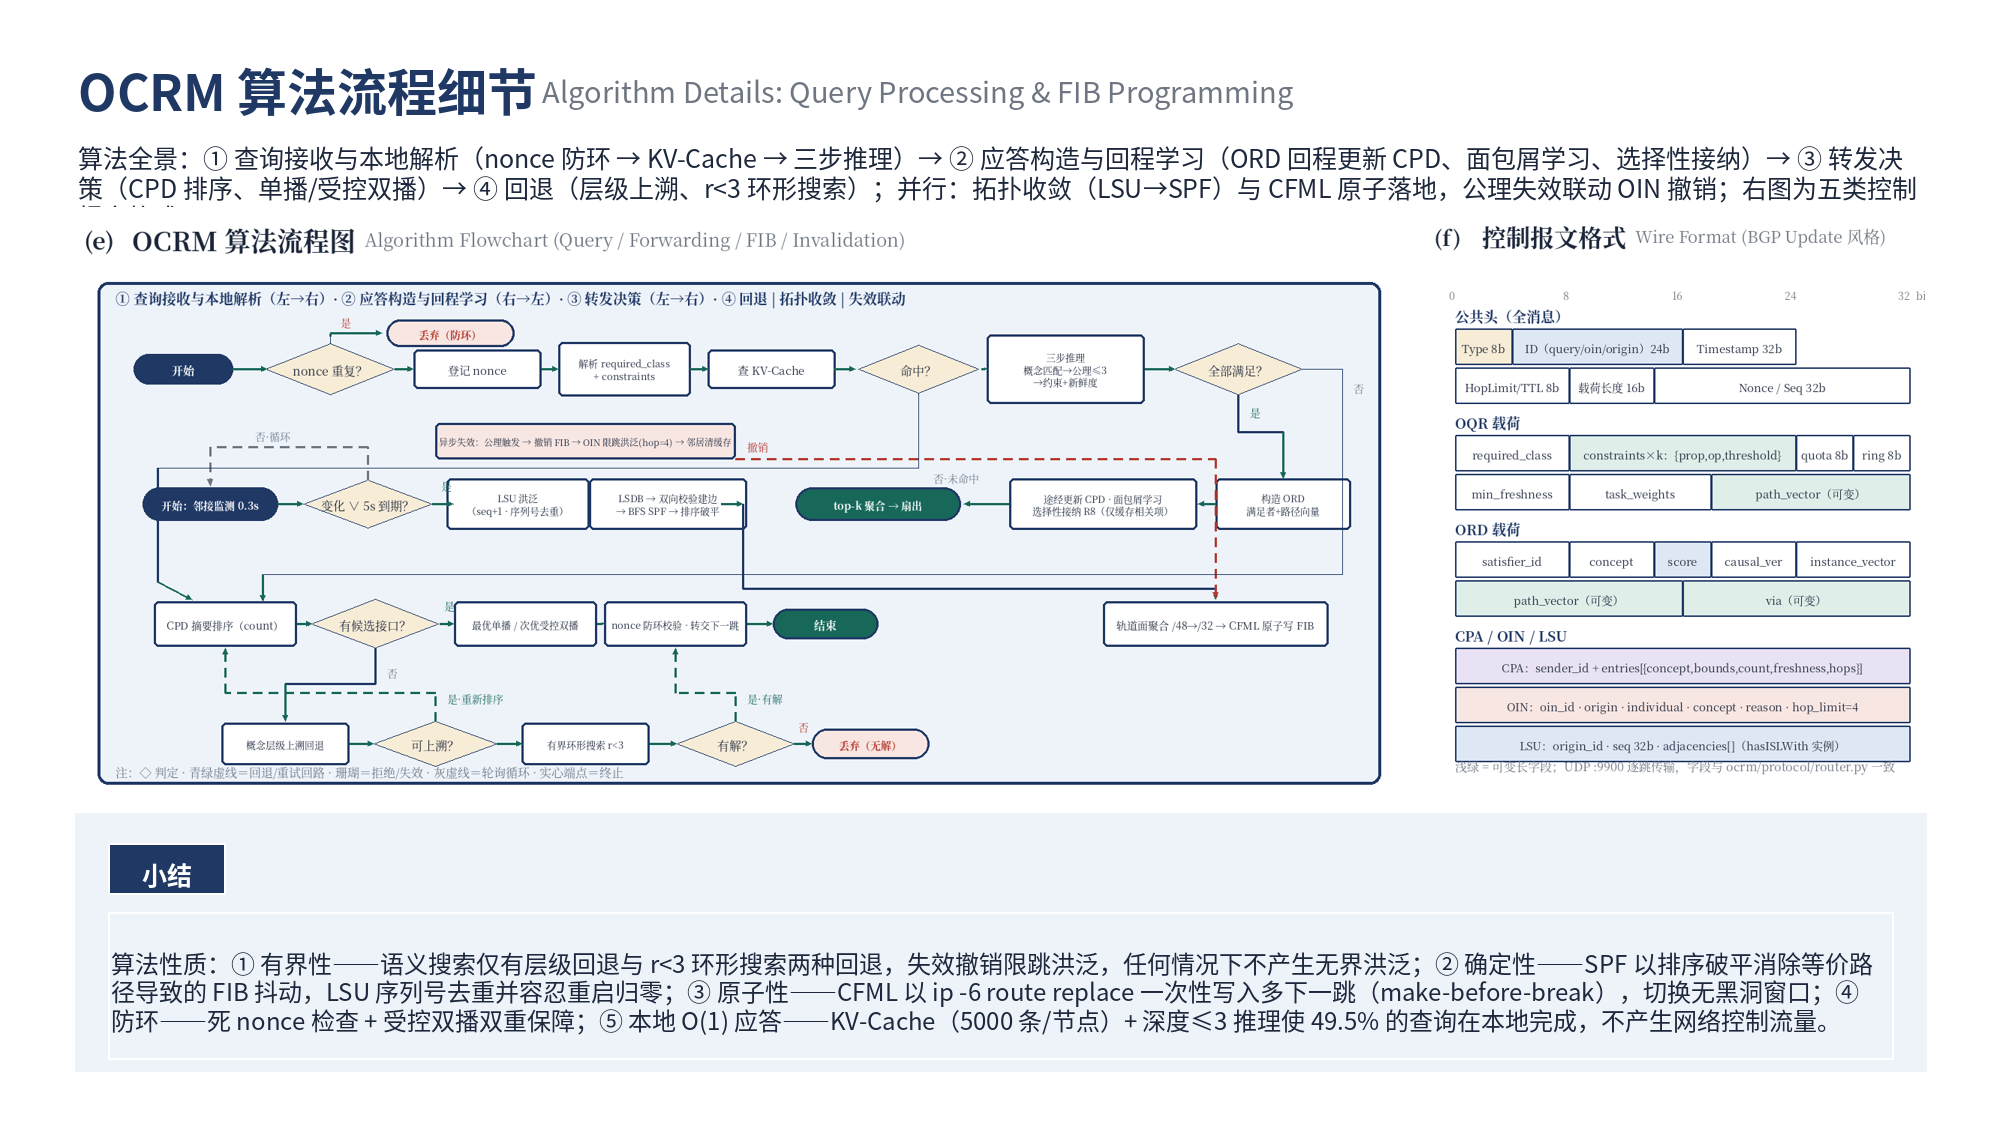 OCRM 算法流程细节 Algorithm Details: Query Processing & FIB Programming
算法全景：① 查询接收与本地解析（nonce 防环 → KV-Cache → 三步推理）→ ② 应答构造与回程学习（ORD 回程更新 CPD、面包屑学习、选择性接纳）→ ③ 转发决
策（CPD 排序、单播/受控双播）→ ④ 回退（层级上溯、r<3 环形搜索）；并行：拓扑收敛（LSU→SPF）与 CFML 原子落地，公理失效联动 OIN 撤销；右图为五类控制
(e) OCRM 算法流程图 Algorithm Flowchart (Query / Forwarding / FIB / Invalidation)
① 查询接收与本地解析（左→右）· ② 应答构造与回程学习（右→左）· ③ 转发决策（左→右）· ④ 回退 | 拓扑收敛 | 失效联动
是
丢弃（防环）
开始
nonce 重复?
登记 nonce
解析 required_class
+ constraints
查 KV-Cache
命中?
三步推理
概念匹配→公理≤3
→约束+新鲜度
全部满足?
否
是
否·循环
异步失效：公理触发 → 撤销 FIB → OIN 限跳洪泛(hop=4) → 邻居清缓存
撤销
否·未命中
开始：邻接监测 0.3s
变化 ∨ 5s 到期?
是
LSU 洪泛
（seq+1 · 序列号去重）
LSDB → 双向校验建边
→ BFS SPF → 排序破平
top-k 聚合 → 扇出
途经更新 CPD · 面包屑学习
选择性接纳 R8（仅缓存相关项）
构造 ORD
满足者+路径向量
CPD 摘要排序（count）
有候选接口?
是
最优单播 / 次优受控双播
nonce 防环校验 · 转交下一跳
结束
轨道面聚合 /48→/32 → CFML 原子写 FIB
否
是·重新排序
是·有解
概念层级上溯回退
可上溯?
有界环形搜索 r<3
有解?
否
丢弃（无解）
注：◇ 判定 · 青绿虚线＝回退/重试回路 · 珊瑚＝拒绝/失效 · 灰虚线＝轮询循环 · 实心端点＝终止
(f) 控制报文格式 Wire Format (BGP Update 风格)
0 8 16 24 32 bi
公共头（全消息）
Type 8b ID（query/oin/origin）24b Timestamp 32b
HopLimit/TTL 8b 载荷长度 16b Nonce / Seq 32b
OQR 载荷
required_class constraints×k：{prop,op,threshold} quota 8b ring 8b
min_freshness task_weights path_vector（可变）
ORD 载荷
satisfier_id concept score causal_ver instance_vector
path_vector（可变） via（可变）
CPA / OIN / LSU
CPA：sender_id + entries[{concept,bounds,count,freshness,hops}]
OIN：oin_id · origin · individual · concept · reason · hop_limit=4
LSU：origin_id · seq 32b · adjacencies[]（hasISLWith 实例）
浅绿 = 可变长字段；UDP :9900 逐跳传输，字段与 ocrm/protocol/router.py 一致
小结
算法性质：① 有界性——语义搜索仅有层级回退与 r<3 环形搜索两种回退，失效撤销限跳洪泛，任何情况下不产生无界洪泛；② 确定性——SPF 以排序破平消除等价路
径导致的 FIB 抖动，LSU 序列号去重并容忍重启归零；③ 原子性——CFML 以 ip -6 route replace 一次性写入多下一跳（make-before-break），切换无黑洞窗口；④
防环——死 nonce 检查 + 受控双播双重保障；⑤ 本地 O(1) 应答——KV-Cache（5000 条/节点）+ 深度≤3 推理使 49.5% 的查询在本地完成，不产生网络控制流量。